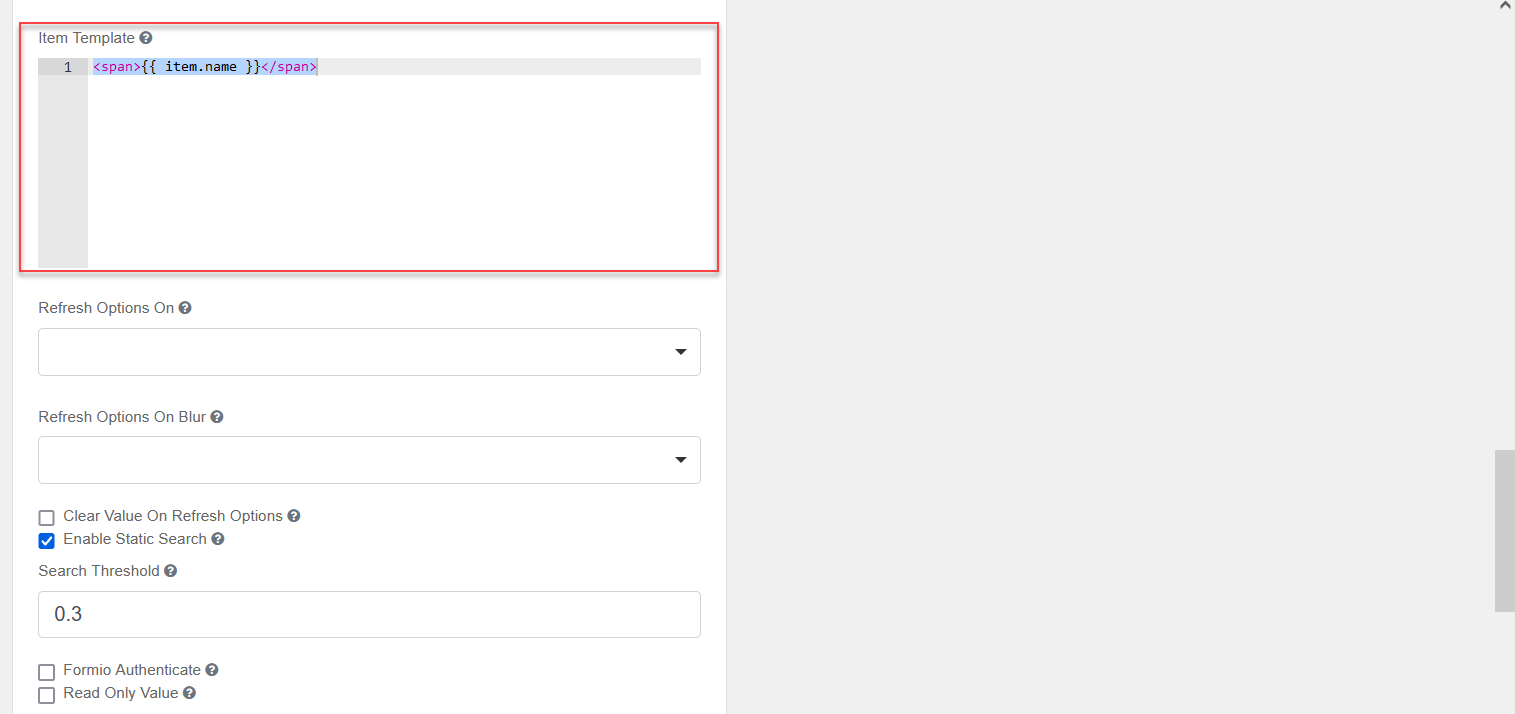 Item Template
1 <span>{{ item.name }}</span>
Refresh Options On
Refresh Options On Blur
Clear Value On Refresh Options
Enable Static Search
Search Threshold
0.3
Formio Authenticate
Read Only Value